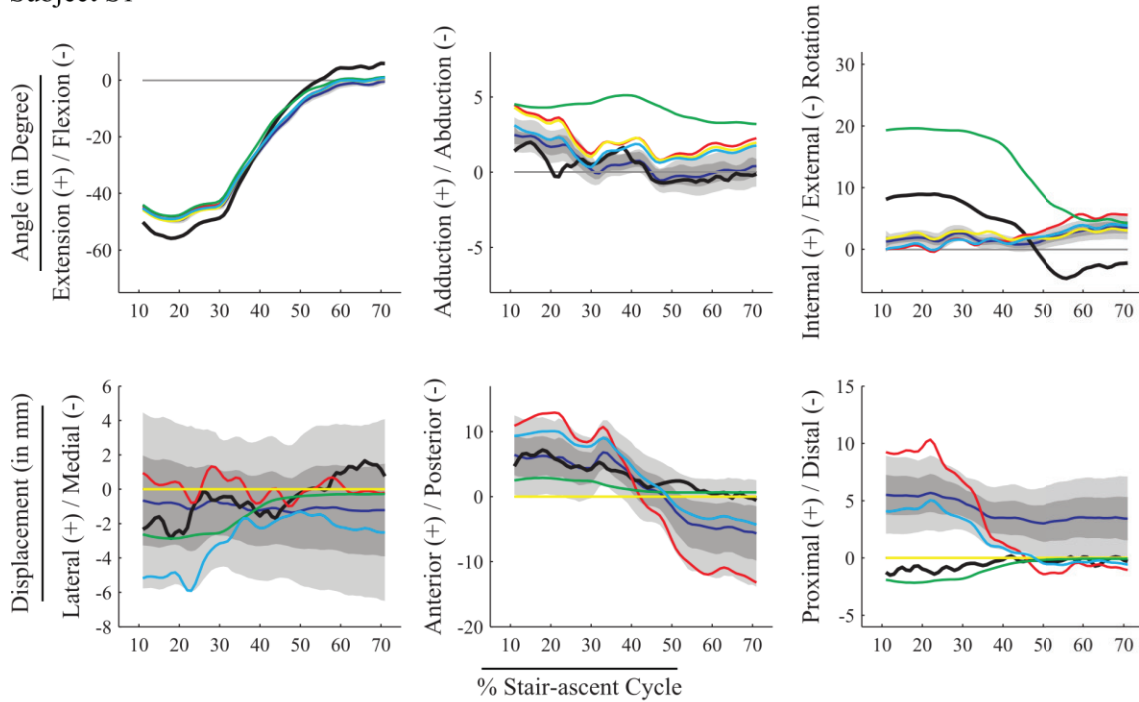 Angle (in Degree)
Extension (+) / Flexion (-)
0
-20
-40
-60
10 20 30 40 50 60 70
Adduction (+) / Abduction (-)
5
0
-5
10 20 30 40 50 60 70
Internal (+) / External (-) Rotation
30
20
10
0
10 20 30 40 50 60 70
Displacement (in mm)
Lateral (+) / Medial (-)
6
4
2
0
-2
-4
-6
-8
10 20 30 40 50 60 70
Anterior (+) / Posterior (-)
10
0
-10
-20
10 20 30 40 50 60 70
Proximal (+) / Distal (-)
15
10
5
0
-5
10 20 30 40 50 60 70
% Stair-ascent Cycle